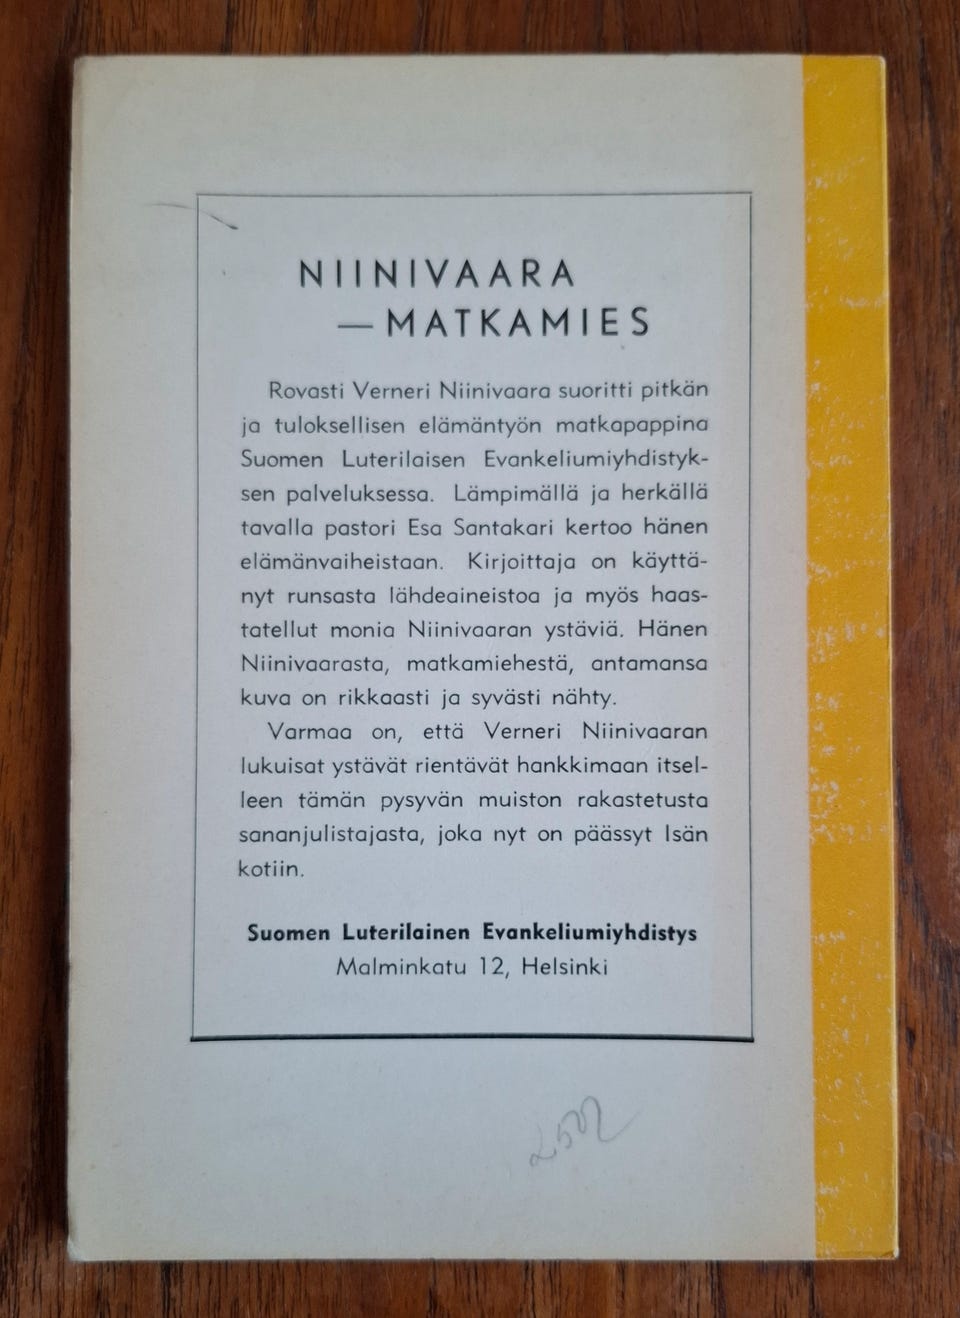 NIINIVAARA
— MATKAMIES
Rovasti Verneri Niinivaara suoritti pitkän
ja tuloksellisen elämäntyön matkapappina
Suomen Luterilaisen Evankeliumiyhdistyk-
sen palveluksessa. Lämpimällä ja herkällä
tavalla pastori Esa Santakari kertoo hänen
elämänvaiheistaan. Kirjoittaja on käyttä-
nyt runsasta lähdeaineistoa ja myös haas-
tatellut monia Niinivaaran ystäviä. Hänen
Niinivaarasta, matkamiehestä, antamansa
kuva on rikkaasti ja syvästi nähty.
Varmaa on, että Verneri Niinivaaran
lukuisat ystävät rientävät hankkimaan itsel-
leen tämän pysyvän muiston rakastetusta
sananjulistajasta, joka nyt on päässyt Isän
kotiin.
Suomen Luterilainen Evankeliumiyhdistys
Malminkatu 12, Helsinki